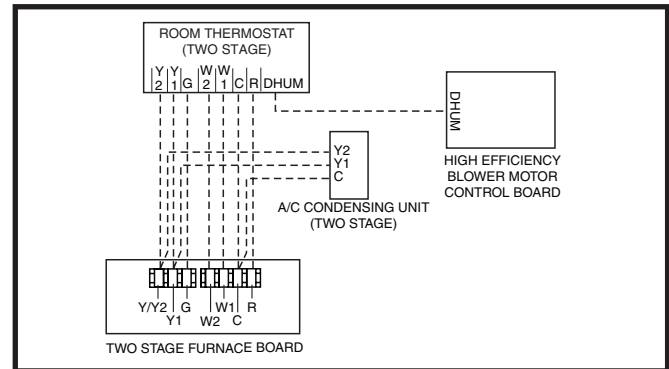 ROOM THERMOSTAT
(TWO STAGE)
Y Y W W
2 1 G 2 1 C R DHUM
DHUM
HIGH EFFICIENCY
BLOWER MOTOR
CONTROL BOARD
Y2
Y1
C
A/C CONDENSING UNIT
(TWO STAGE)
Y/Y2 G W1 R
Y1 W2 C
TWO STAGE FURNACE BOARD